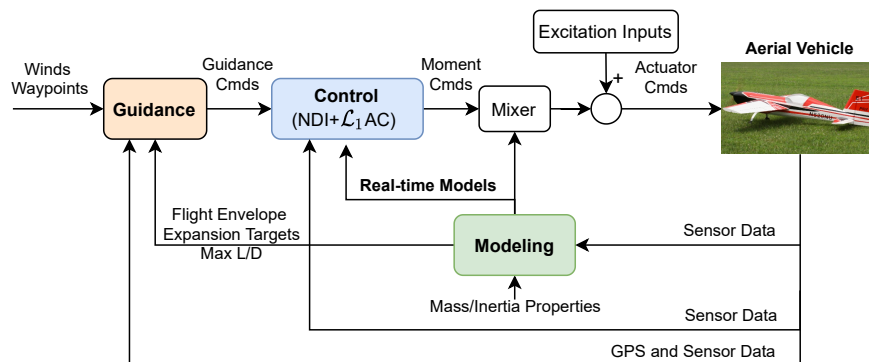 Excitation Inputs
Aerial Vehicle
Winds
Waypoints
Guidance
Guidance
Cmds
Control
(NDI+ℒ₁AC)
Moment
Cmds
Mixer
+
Actuator
Cmds
Real-time Models
Flight Envelope
Expansion Targets
Max L/D
Modeling
Sensor Data
Mass/Inertia Properties
Sensor Data
GPS and Sensor Data